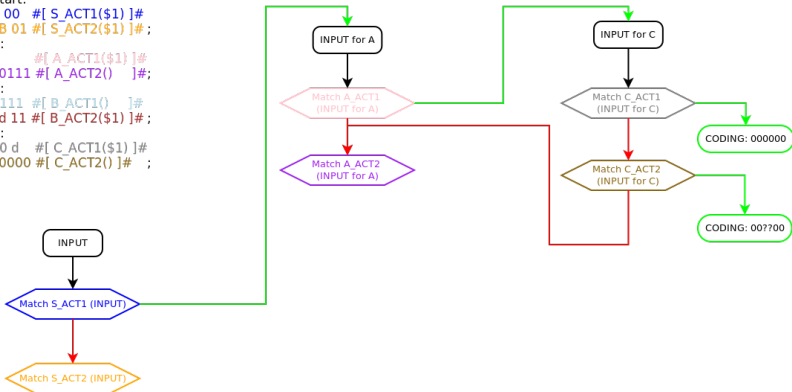 tart:
00 #[ S_ACT1($1) ]#
B 01 #[ S_ACT2($1) ]# ;
:
#[ A_ACT1($1) ]#
0111 #[ A_ACT2() ]#;
:
111 #[ B_ACT1() ]#
d 11 #[ B_ACT2($1) ]# ;
:
0 d #[ C_ACT1($1) ]#
0000 #[ C_ACT2() ]# ;
INPUT for A
Match A_ACT1
(INPUT for A)
Match A_ACT2
(INPUT for A)
INPUT for C
Match C_ACT1
(INPUT for C)
CODING: 000000
Match C_ACT2
(INPUT for C)
CODING: 00??00
INPUT
Match S_ACT1 (INPUT)
Match S_ACT2 (INPUT)